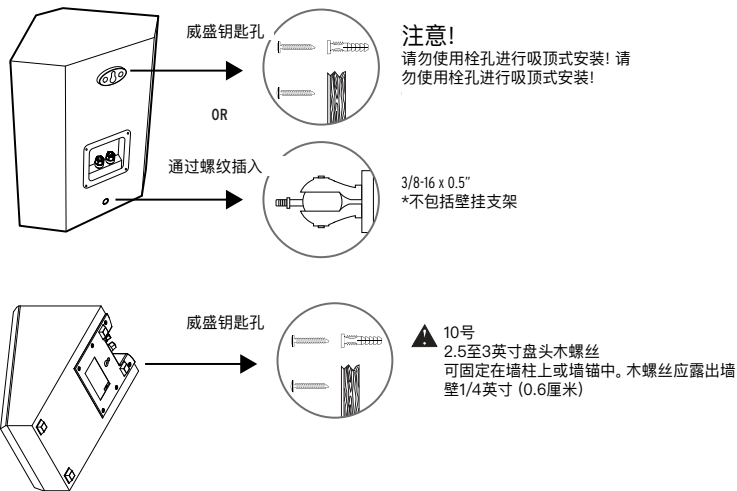 威盛钥匙孔
注意!
请勿使用栓孔进行吸顶式安装! 请
勿使用栓孔进行吸顶式安装!
OR
通过螺纹插入
3/8-16 x 0.5”
*不包括壁挂支架
威盛钥匙孔
10号
2.5至3英寸盘头木螺丝
可固定在墙柱上或墙锚中。木螺丝应露出墙
壁1/4英寸 (0.6厘米)